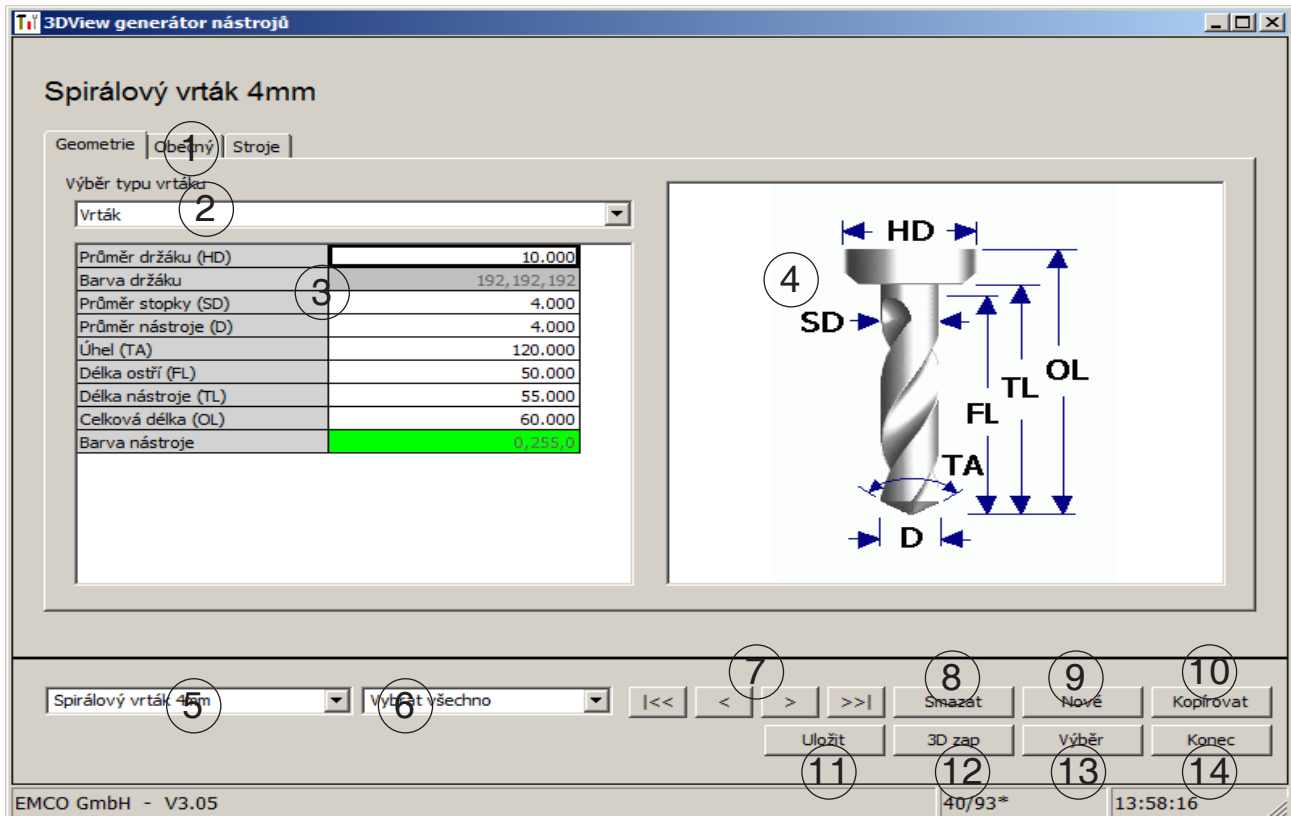 3DView generátor nástrojů
Spirálový vrták 4mm
Geometrie Obecný Stroje
1
Výběr typu vrtáku
2
Vrták
Průměr držáku (HD) 10.000
Barva držáku 192,192,192
3
Průměr stopky (SD) 4.000
Průměr nástroje (D) 4.000
Úhel (TA) 120.000
Délka ostří (FL) 50.000
Délka nástroje (TL) 55.000
Celková délka (OL) 60.000
Barva nástroje 0,255,0
HD
4
SD
OL
TL
FL
TA
D
7 8 9 10
Spirálový vrták 4mm Vybrat všechno |<< < > >>| Smazat Nové Kopírovat
5 6
Uložit 3D zap Výběr Konec
11 12 13 14
EMCO GmbH - V3.05 40/93* 13:58:16